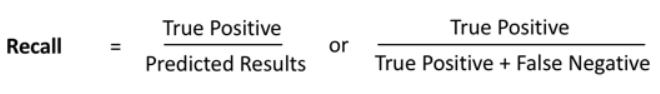 Recall = True Positive / Predicted Results or True Positive / True Positive + False Negative